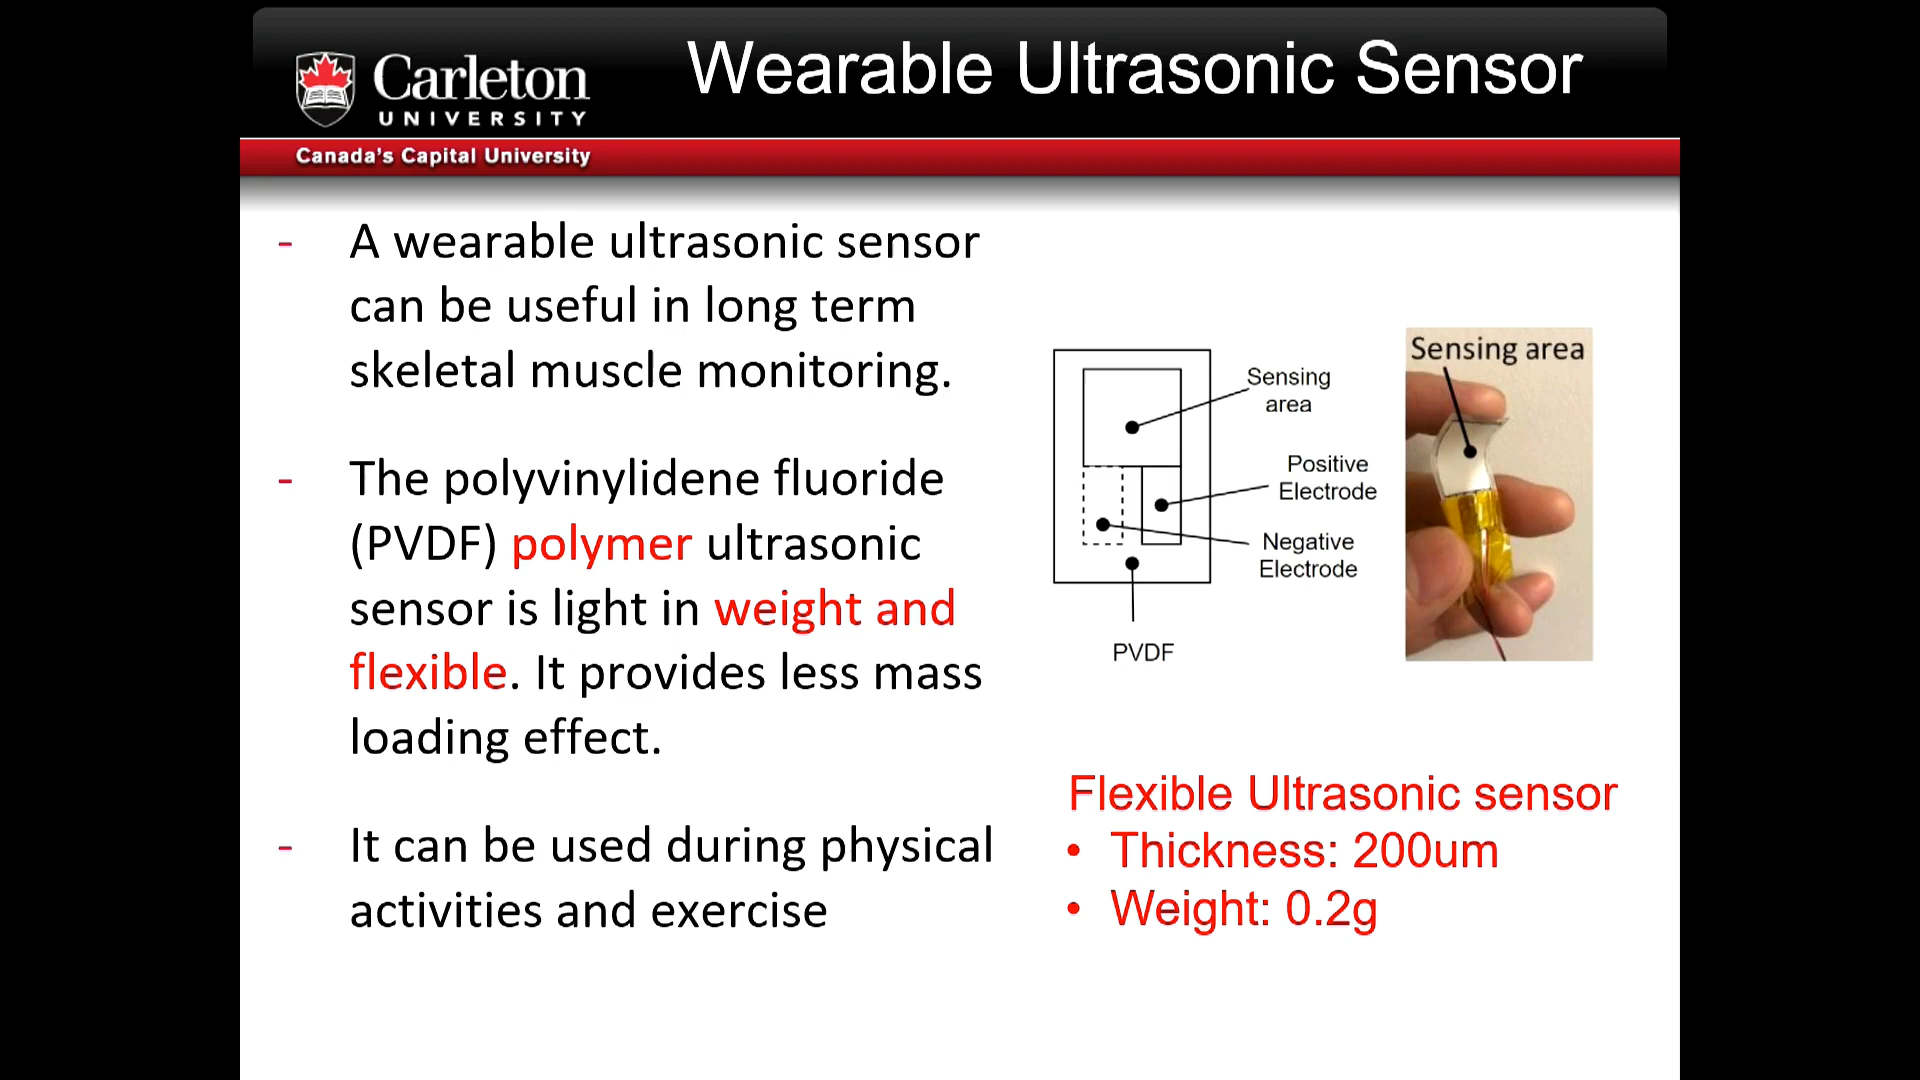 Carleton
UNIVERSITY
Canada's Capital University
Wearable Ultrasonic Sensor
- A wearable ultrasonic sensor
can be useful in long term
skeletal muscle monitoring.
- The polyvinylidene fluoride
(PVDF) polymer ultrasonic
sensor is light in weight and
flexible. It provides less mass
loading effect.
- It can be used during physical
activities and exercise
Sensing
area
Positive
Electrode
Negative
Electrode
PVDF
Sensing area
Flexible Ultrasonic sensor
• Thickness: 200um
• Weight: 0.2g